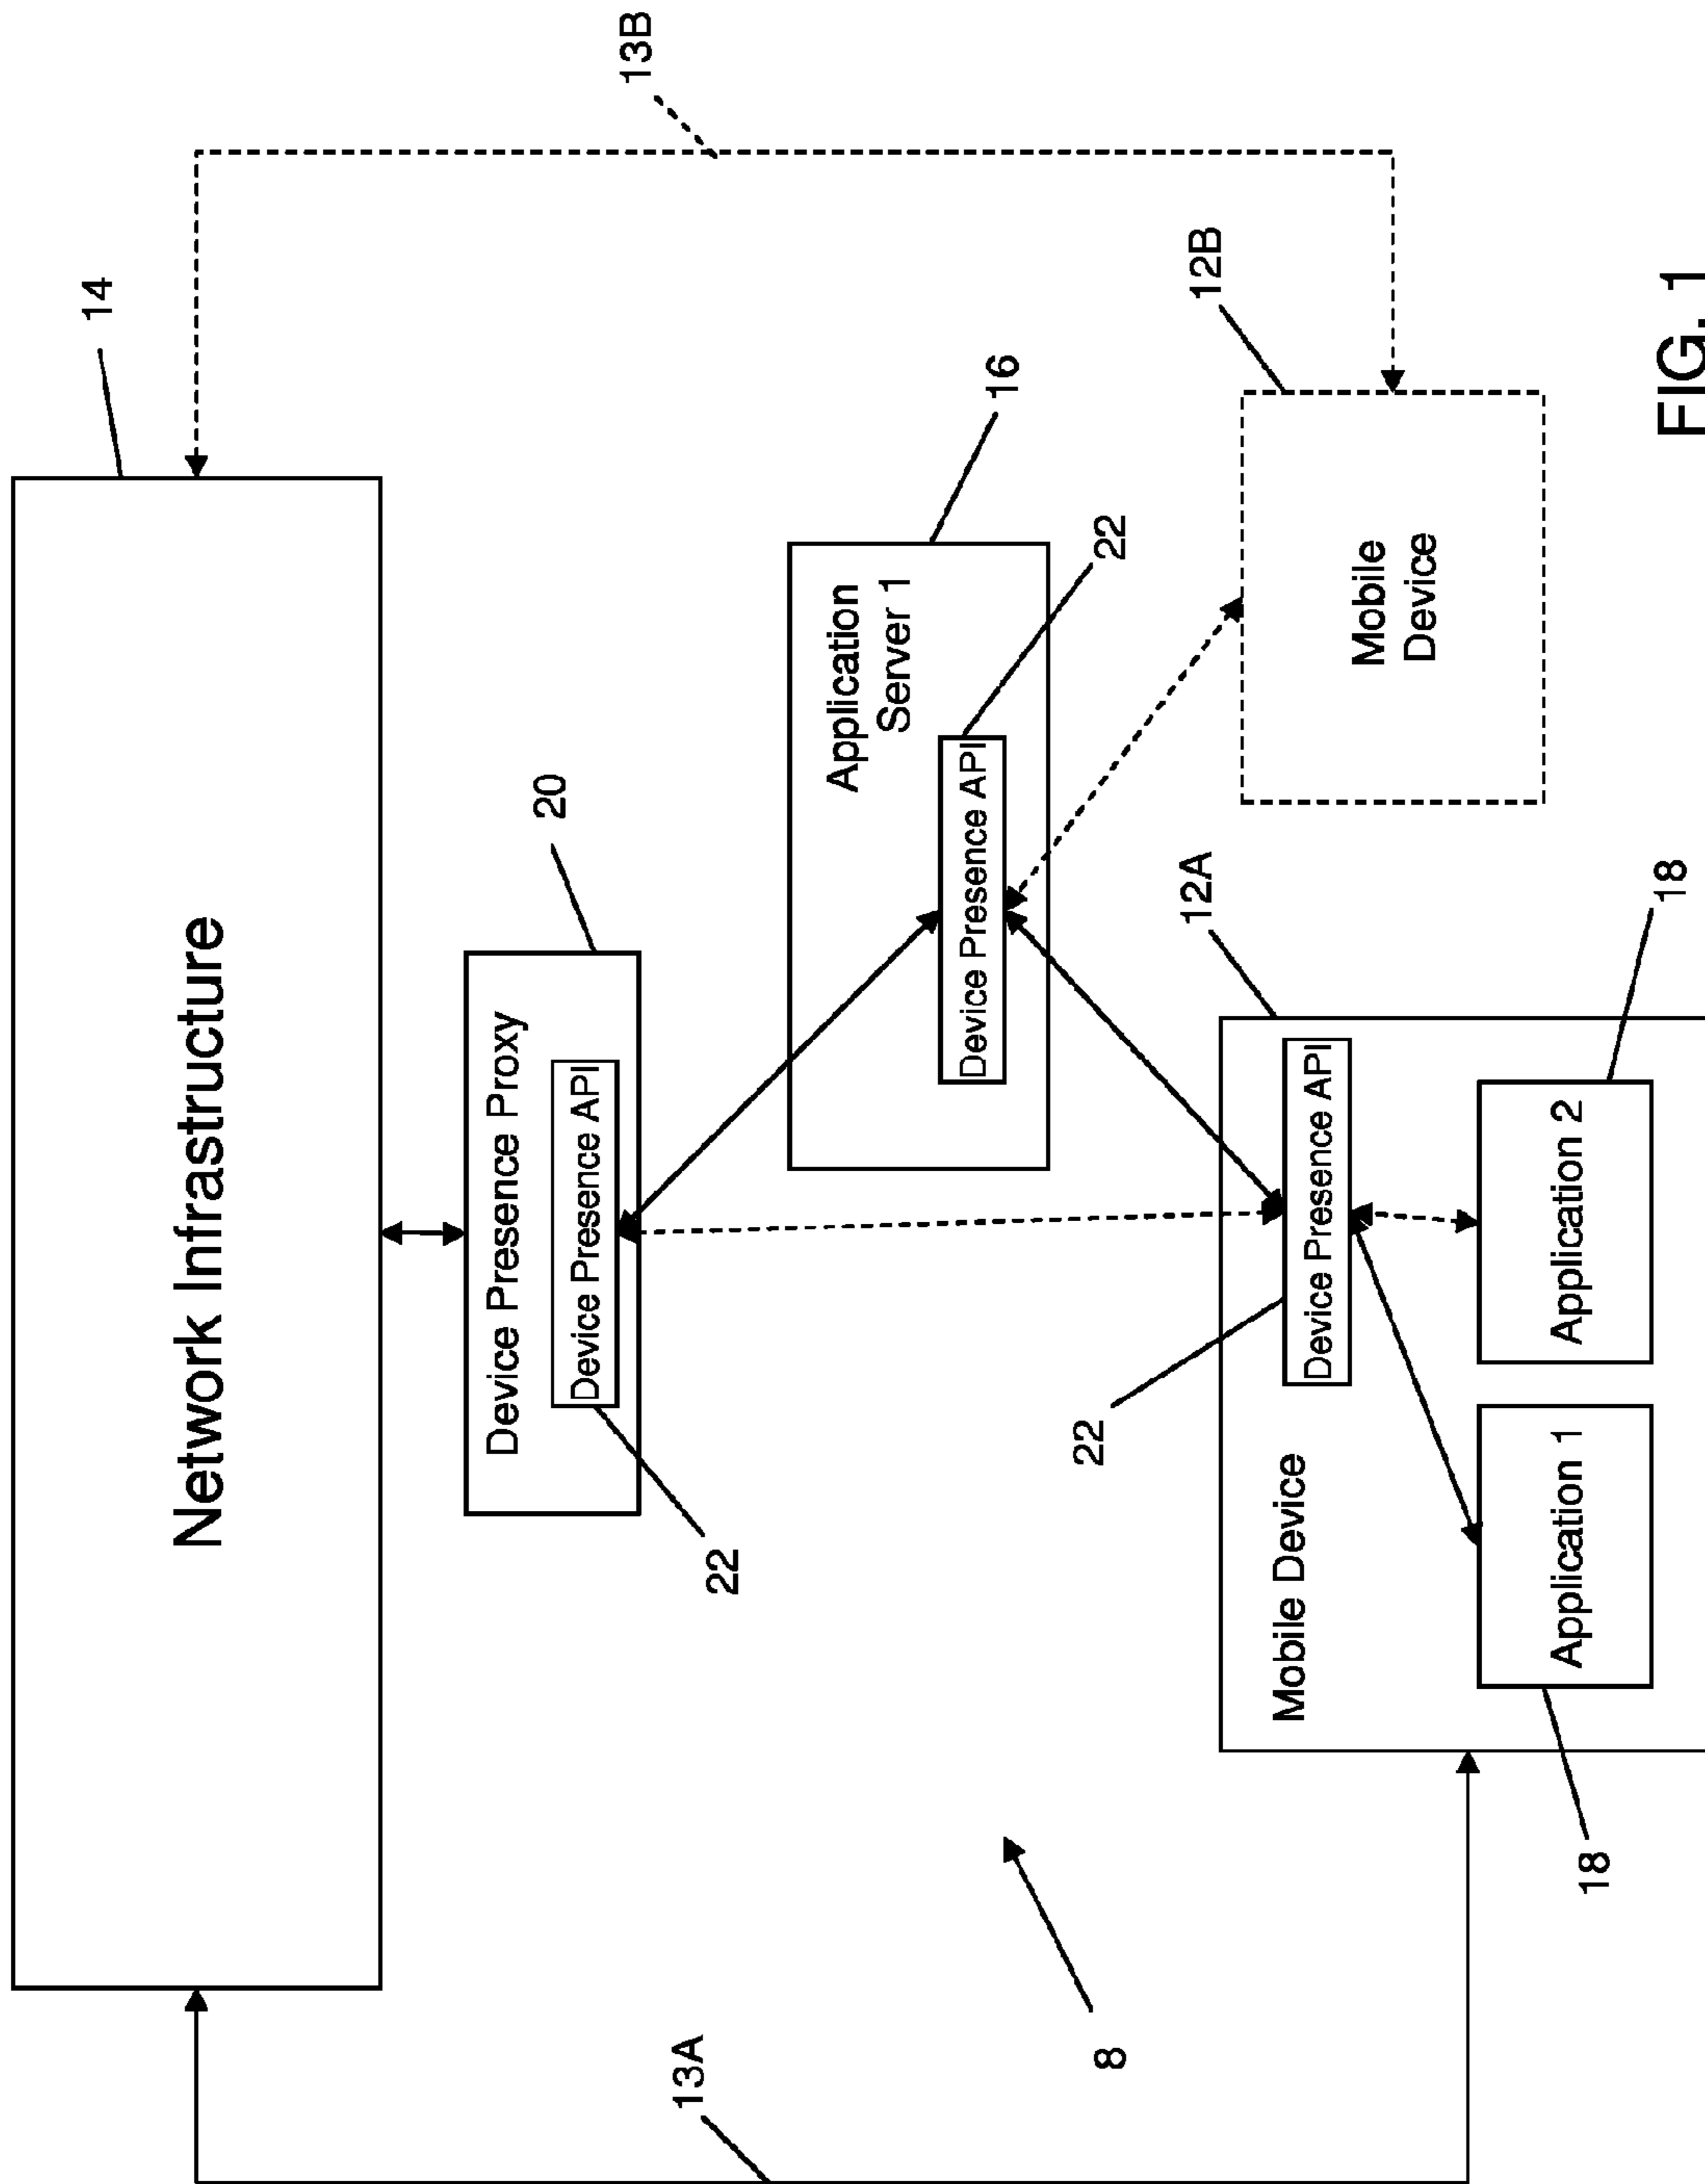 14
Network Infrastructure
13B
20
Device Presence Proxy
Device Presence API
22
16
Application
Server 1
Device Presence API
22
13A
8
12A
Mobile Device
22
Device Presence API
Application 1
Application 2
18
18
12B
Mobile
Device
FIG. 1